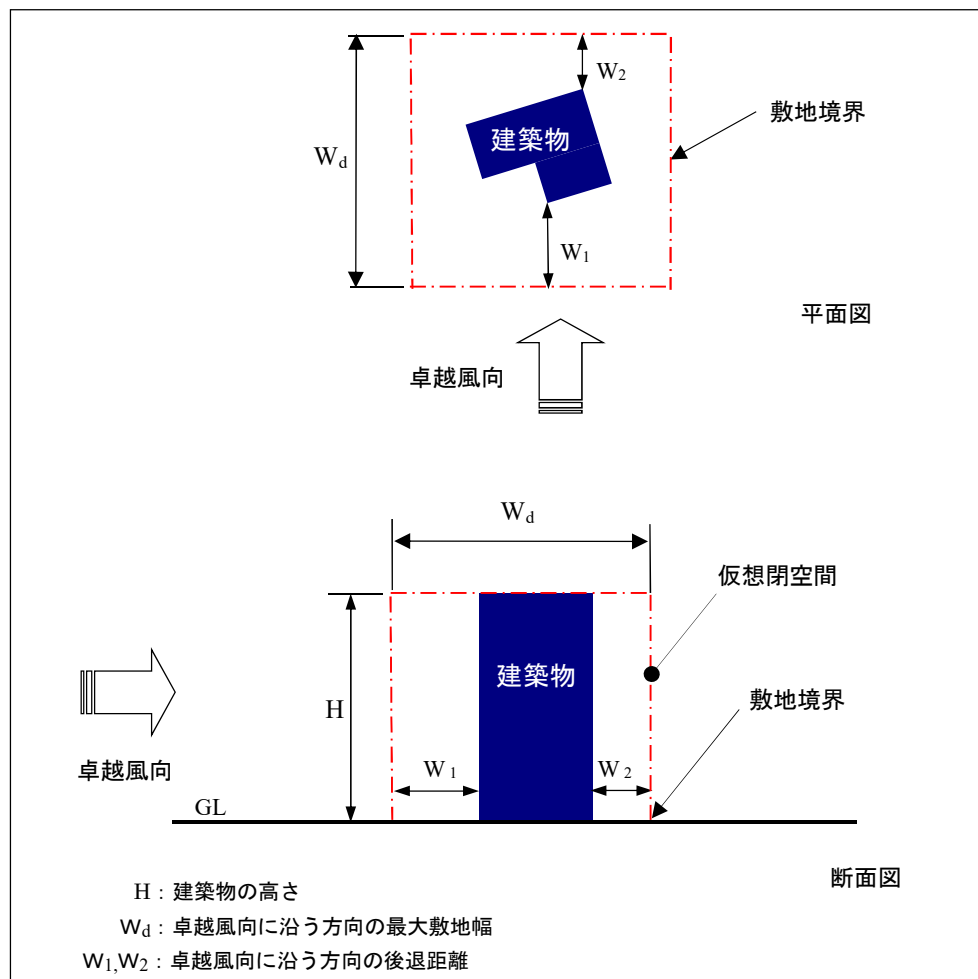 W2
建築物
敷地境界
Wd
W1
平面図
卓越風向
Wd
仮想閉空間
建築物
敷地境界
H
卓越風向
W1
W2
GL
断面図
H：建築物の高さ
Wd：卓越風向に沿う方向の最大敷地幅
W1,W2：卓越風向に沿う方向の後退距離